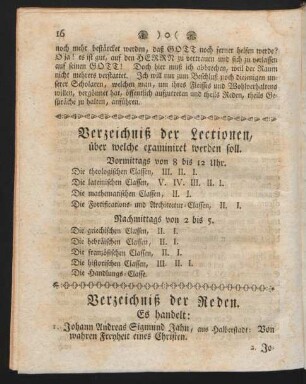 16 )o(
noch mehr bestärcket werden, daß GOTT noch ferner helfen werde?
O ja! es ist gut, auf den HERRN zu vertrauen und sich zu verlassen
auf seinen GOTT! Doch hier muß ich abbrechen, weil der Raum
nicht mehrers verstattet. Ich will nun zum Beschluß noch diejenigen un-
serer Scholaren, welchen man, um ihres Fleisses und Wohlverhaltens
willen, vergönnet hat, öffentlich aufzutreten und theils Reden, theils Ge-
spräche zu halten, anführen.
Verzeichniß der Lectionen,
über welche examiniret werden soll.
Vormittags von 8 bis 12 Uhr.
Die theologischen Classen, III. II. I.
Die lateinischen Classen, V. IV. III. II. I.
Die mathematischen Classen, II. I.
Die Fortifications- und Architectur-Classen, II. I.
Nachmittags von 2 bis 5.
Die griechischen Classen, II. I.
Die hebräischen Classen, II. I.
Die französischen Classen, II. I.
Die historischen Classen, III. II. I.
Die Handlungs-Classe.
Verzeichniß der Reden.
Es handelt:
1. Johann Andreas Sigmund Jahn, aus Halberstadt: Von
wahren Freyheit eines Christen.
2. Jo-